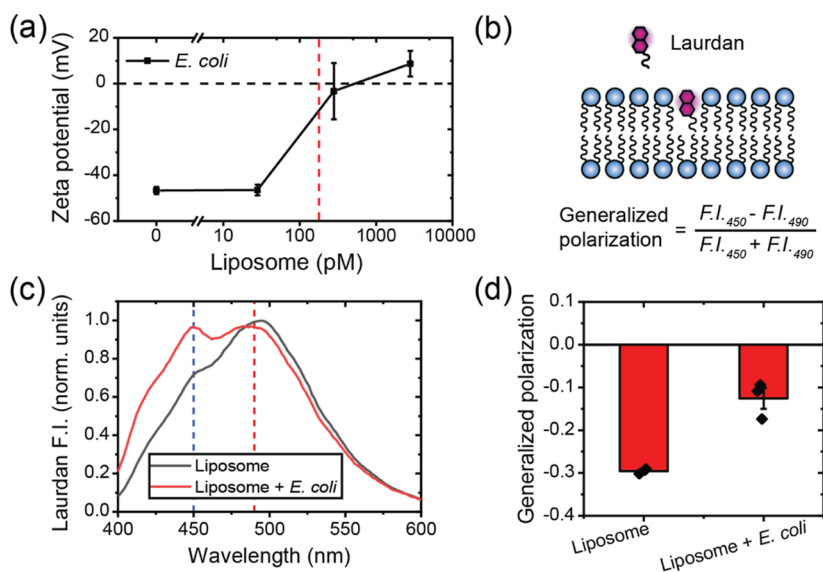 (a)
20
0
-20
-40
-60
Zeta potential (mV)
E. coli
0 10 100 1000 10000
Liposome (pM)
(b)
Laurdan
Generalized polarization = F.I.450 - F.I.490 / F.I.450 + F.I.490
(c)
1.0
0.8
0.6
0.4
0.2
0.0
Laurdan F.I. (norm. units)
Liposome
Liposome + E. coli
400 450 500 550 600
Wavelength (nm)
(d)
0.1
0.0
-0.1
-0.2
-0.3
-0.4
Generalized polarization
Liposome
Liposome + E. coli